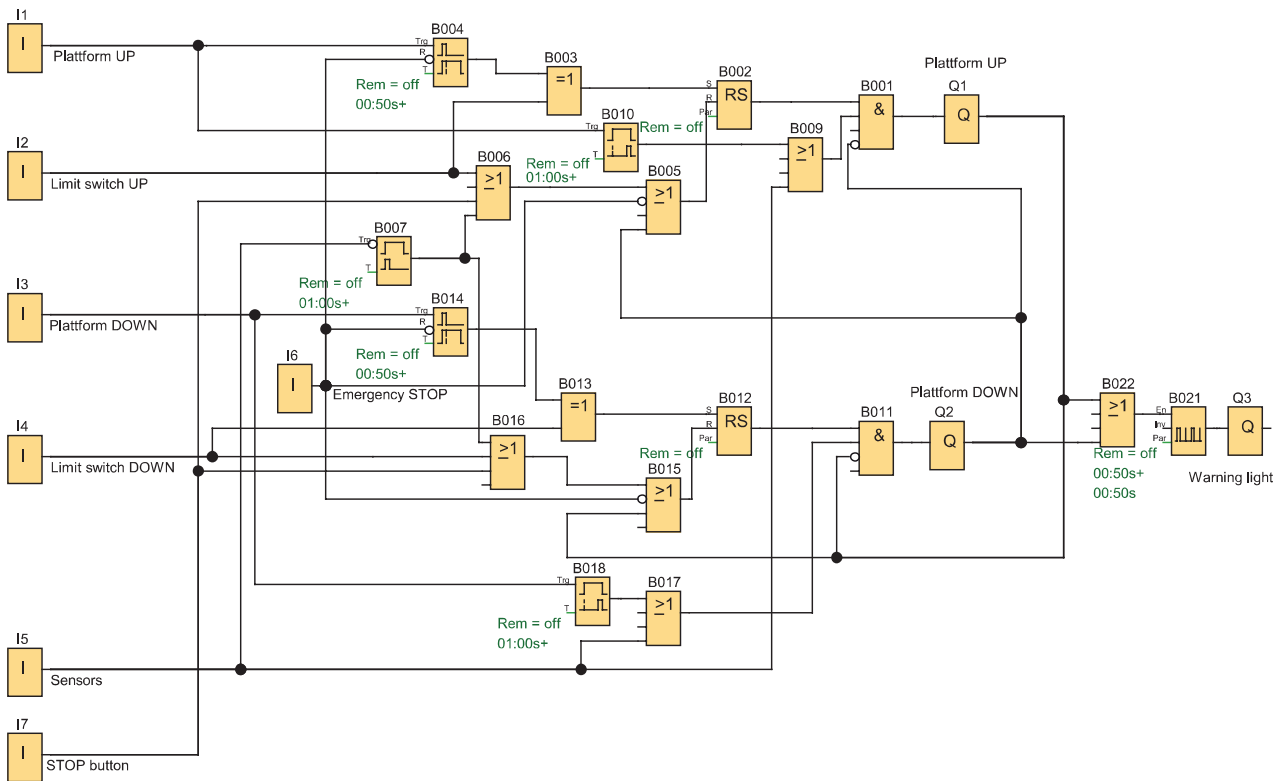 I1
I
Plattform UP
I2
I
Limit switch UP
I3
I
Plattform DOWN
I4
I
Limit switch DOWN
I5
I
Sensors
I7
I
STOP button
I6
I
Emergency STOP
B004
Trg
R
T
Rem = off
00:50s+
B003
=1
B002
S
R
Par
RS
Rem = off
B001
&
Plattform UP
Q1
Q
B010
Trg
T
Rem = off
01:00s+
B009
≥1
B006
≥1
B005
≥1
B007
Trg
T
Rem = off
01:00s+
B014
Trg
R
T
Rem = off
00:50s+
B013
=1
B012
S
R
Par
RS
Rem = off
B011
&
Plattform DOWN
Q2
Q
B016
≥1
B015
≥1
B018
Trg
T
Rem = off
01:00s+
B017
≥1
B022
≥1
B021
En
Inv
Par
Rem = off
00:50s+
00:50s
Q3
Q
Warning light